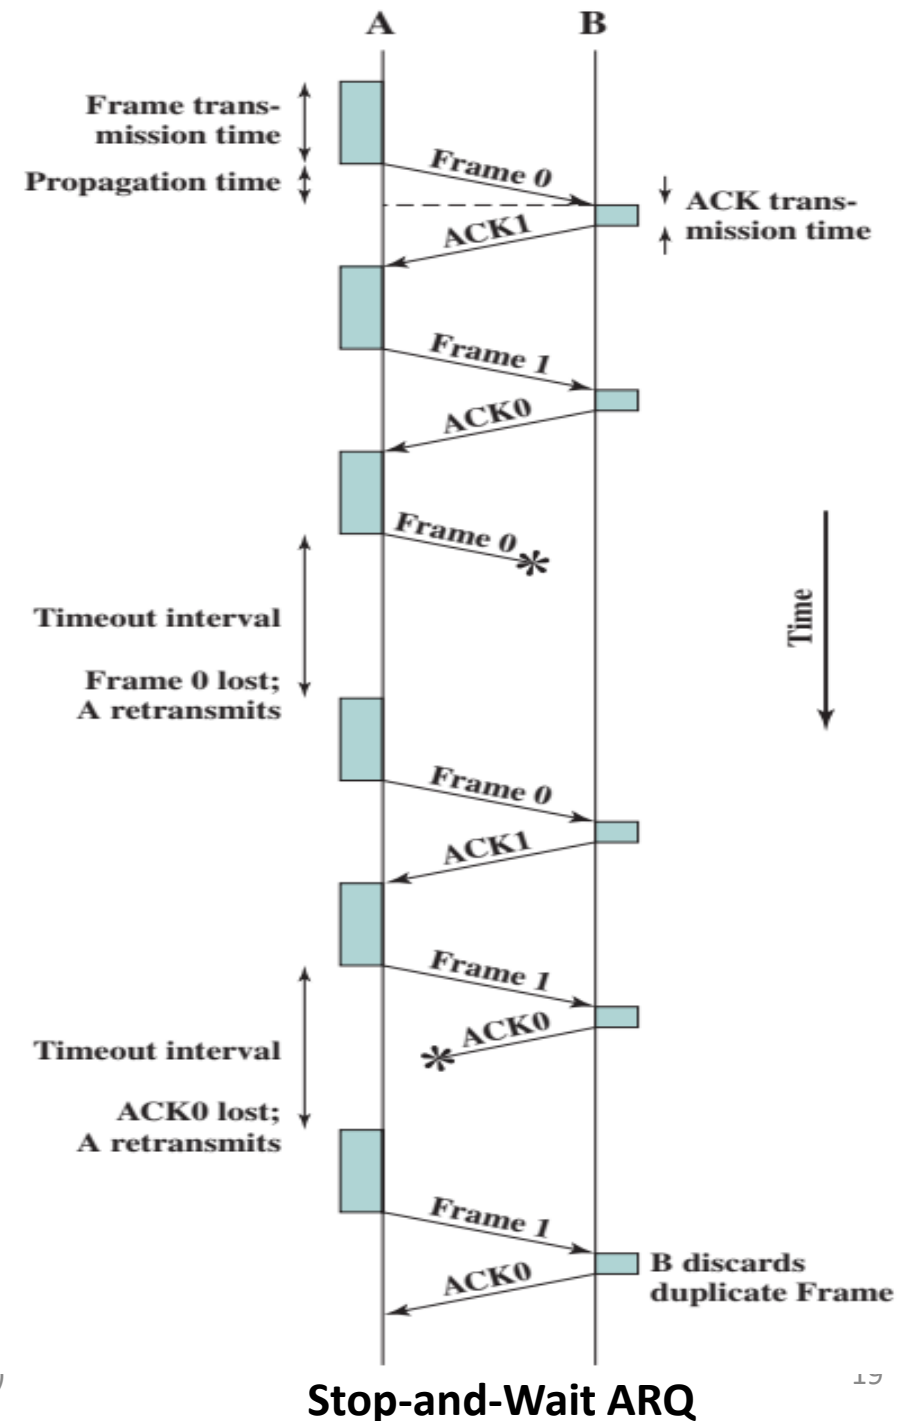 A
B
Frame trans-
mission time
Propagation time
Frame 0
ACK trans-
mission time
ACK1
Frame 1
ACK0
Frame 0
*
Timeout interval
Time
Frame 0 lost;
A retransmits
Frame 0
ACK1
Frame 1
ACK0
*
Timeout interval
ACK0 lost;
A retransmits
Frame 1
B discards
duplicate Frame
ACK0
Stop-and-Wait ARQ